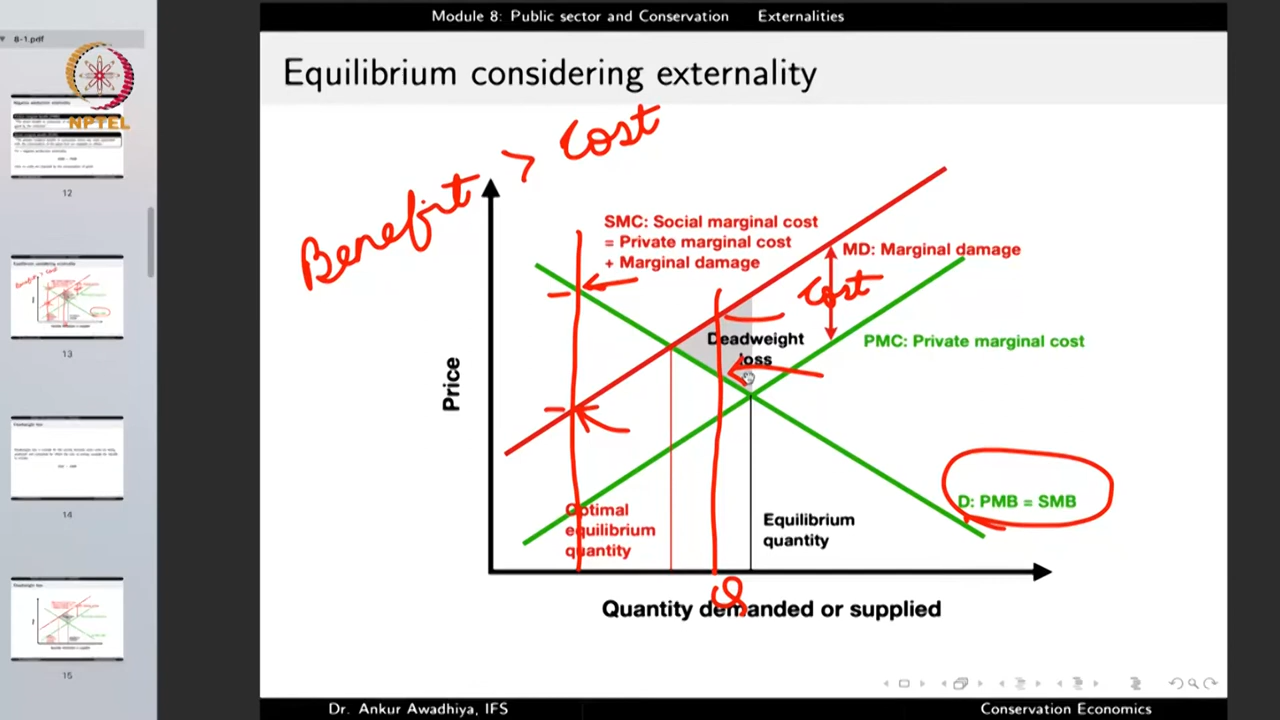 Module 8: Public sector and Conservation Externalities
8-1.pdf
NPTEL
Equilibrium considering externality
Benefit > Cost
SMC: Social marginal cost
= Private marginal cost
+ Marginal damage
MD: Marginal damage
Cost
Deadweight
loss
PMC: Private marginal cost
Price
D: PMB = SMB
Optimal
equilibrium
quantity
Equilibrium
quantity
Q
Quantity demanded or supplied
12
13
14
15
Dr. Ankur Awadhiya, IFS
Conservation Economics